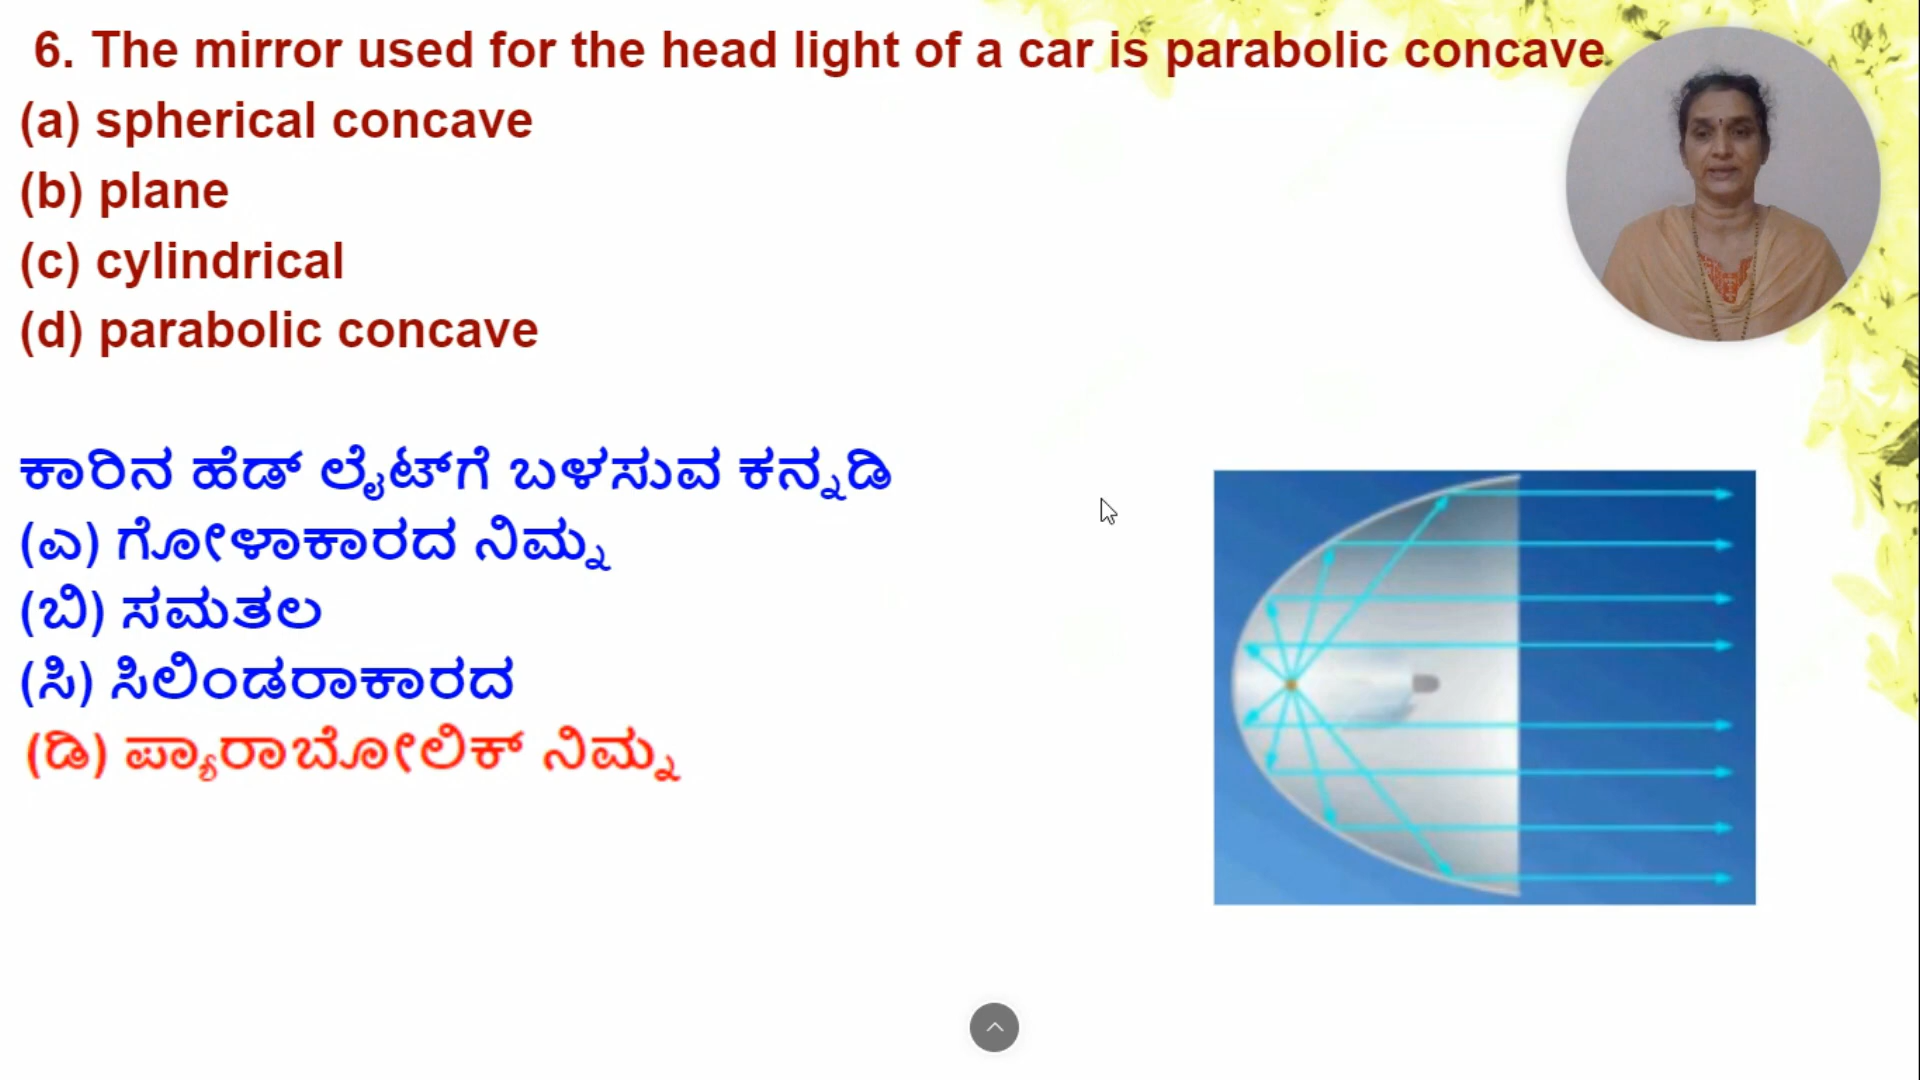 6. The mirror used for the head light of a car is parabolic concave.
(a) spherical concave
(b) plane
(c) cylindrical
(d) parabolic concave
ಕಾರಿನ ಹೆಡ್ ಲೈಟ್‌ಗೆ ಬಳಸುವ ಕನ್ನಡಿ
(ಎ) ಗೋಳಾಕಾರದ ನಿಮ್ನ
(ಬಿ) ಸಮತಲ
(ಸಿ) ಸಿಲಿಂಡರಾಕಾರದ
(ಡಿ) ಪ್ಯಾರಾಬೋಲಿಕ್ ನಿಮ್ನ